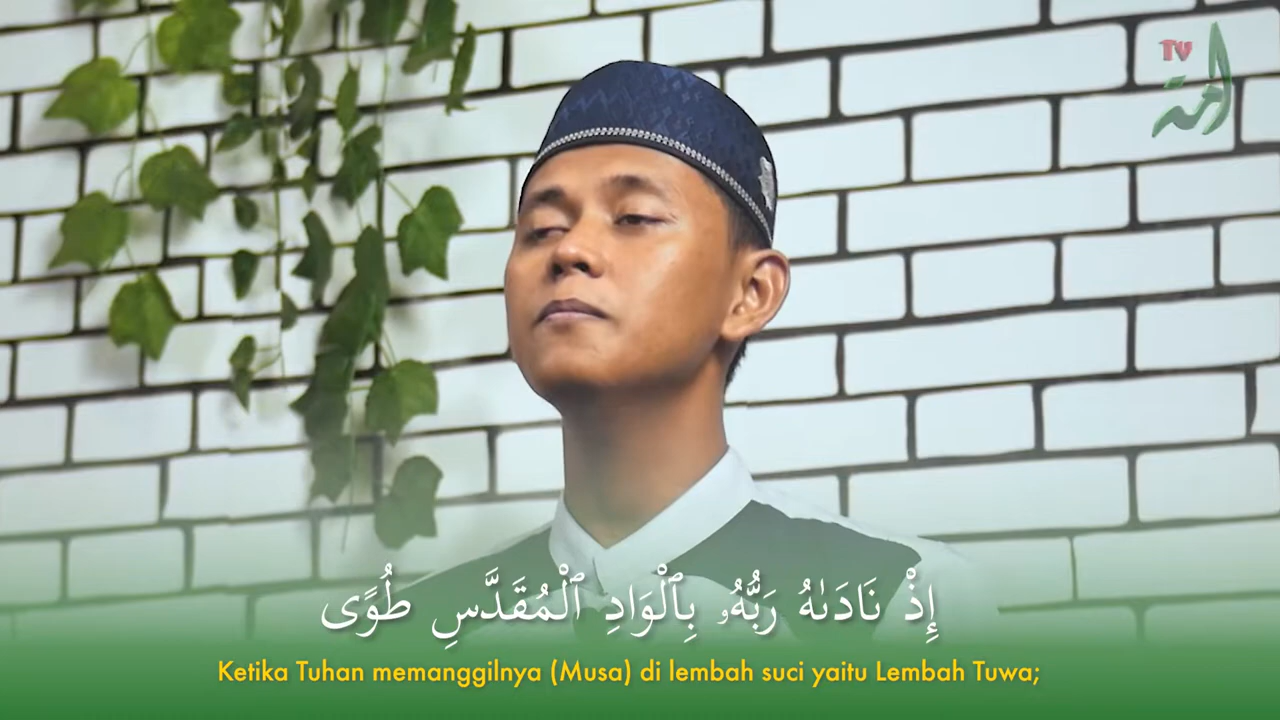 TV
إِذْ نَادَىٰهُ رَبُّهُۥ بِٱلْوَادِ ٱلْمُقَدَّسِ طُوًى
Ketika Tuhan memanggilnya (Musa) di lembah suci yaitu Lembah Tuwa;